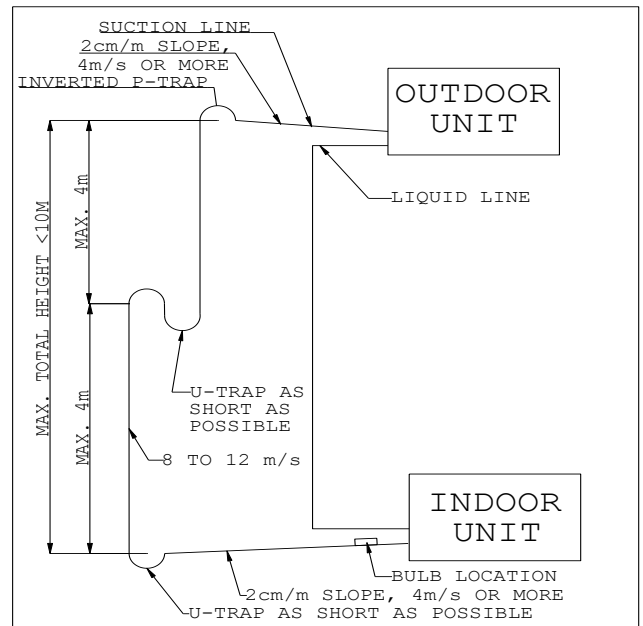 SUCTION LINE
2cm/m SLOPE,
4m/s OR MORE
INVERTED P-TRAP
OUTDOOR
UNIT
LIQUID LINE
MAX. TOTAL HEIGHT <10M
MAX. 4m
MAX. 4m
U-TRAP AS
SHORT AS
POSSIBLE
8 TO 12 m/s
INDOOR
UNIT
BULB LOCATION
2cm/m SLOPE, 4m/s OR MORE
U-TRAP AS SHORT AS POSSIBLE